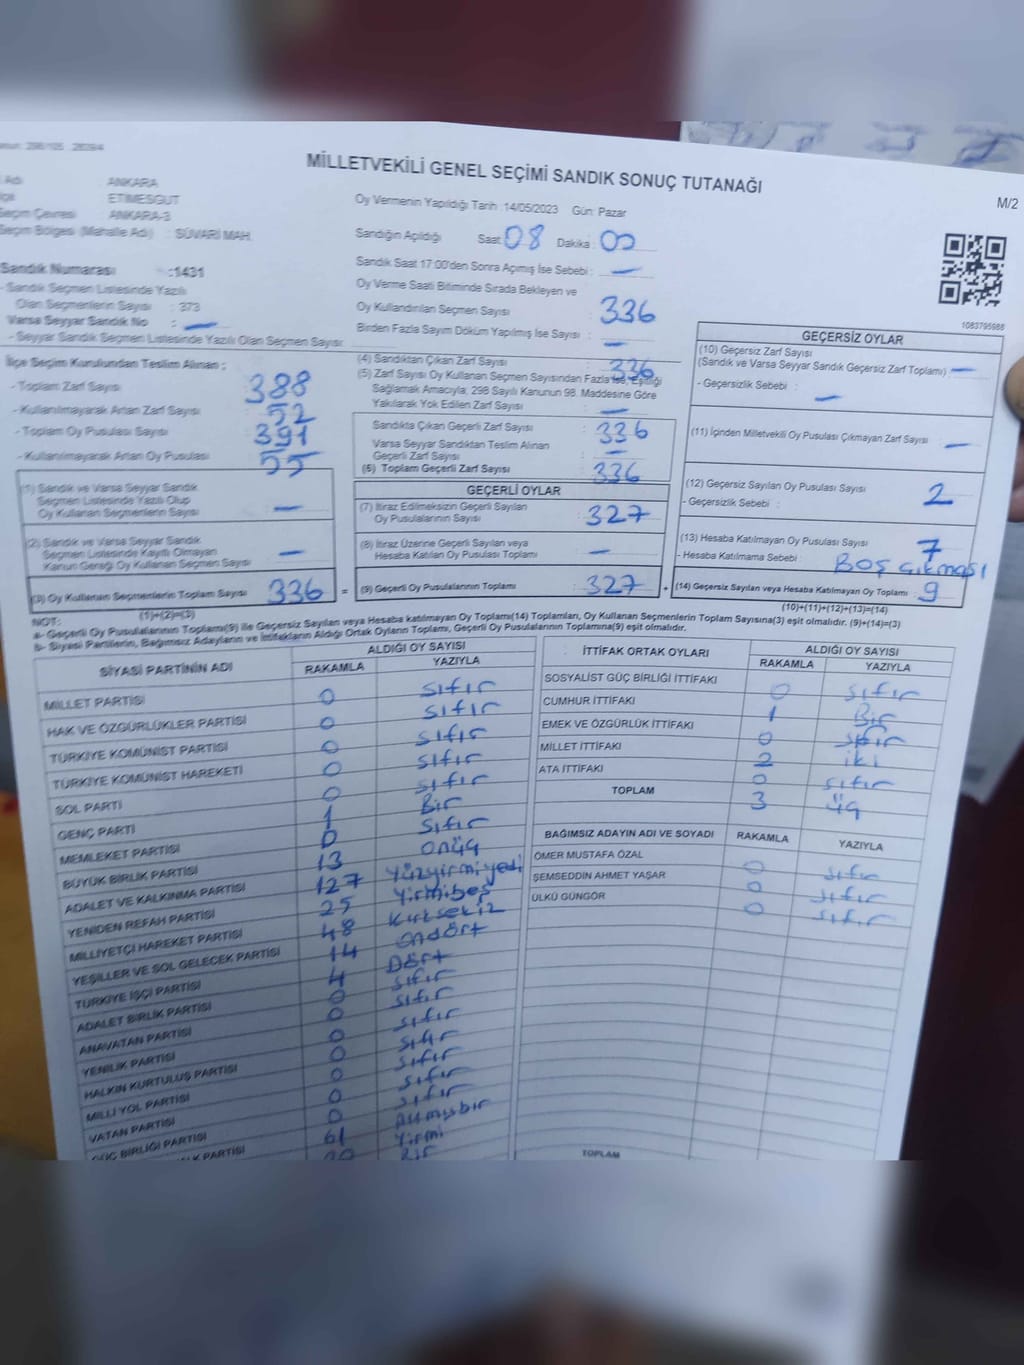 MİLLETVEKİLİ GENEL SEÇİMİ SANDIK SONUÇ TUTANAĞI
M/2
Adı : ANKARA
ETİMESGUT
Seçim Çevresi : ANKARA-3
Seçim Bölgesi (Mahalle Adı) : SÜVARİ MAH.
Sandık Numarası : 1431
- Sandık Seçmen Listesinde Yazılı
Olan Seçmenlerin Sayısı : 373
Varsa Seyyar Sandık No : —
- Seyyar Sandık Seçmen Listesinde Yazılı Olan Seçmen Sayısı
Oy Vermenin Yapıldığı Tarih :14/05/2023 Gün: Pazar
Sandığın Açıldığı Saat: 08 Dakika : 00
Sandık Saat 17:00'den Sonra Açılmış İse Sebebi : —
Oy Verme Saati Bitiminde Sırada Bekleyen ve
Oy Kullandırılan Seçmen Sayısı : 336
Birden Fazla Sayım Döküm Yapılmış İse Sayısı : —
1083795988
İlçe Seçim Kurulundan Teslim Alınan ;
- Toplam Zarf Sayısı : 388
- Kullanılmayarak Artan Zarf Sayısı : 52
- Toplam Oy Pusulası Sayısı : 391
- Kullanılmayarak Artan Oy Pusulası : 55
(1) Sandık ve Varsa Seyyar Sandık
Seçmen Listesinde Yazılı Olup
Oy Kullanan Seçmenlerin Sayısı : —
(2) Sandık ve Varsa Seyyar Sandık
Seçmen Listesinde Kayıtlı Olmayan
Kanun Gereği Oy Kullanan Seçmen Sayısı —
(3) Oy Kullanan Seçmenlerin Toplam Sayısı 336 =
(1)+(2)=(3)
(4) Sandıktan Çıkan Zarf Sayısı : 336
(5) Zarf Sayısı Oy Kullanan Seçmen Sayısından Fazla ise, Eşitliği
Sağlamak Amacıyla, 298 Sayılı Kanunun 98. Maddesine Göre
Yakılarak Yok Edilen Zarf Sayısı : —
Sandıkta Çıkan Geçerli Zarf Sayısı : 336
Varsa Seyyar Sandıktan Teslim Alınan
Geçerli Zarf Sayısı : —
(6) Toplam Geçerli Zarf Sayısı : 336
GEÇERLİ OYLAR
(7) İtiraz Edilmeksizin Geçerli Sayılan
Oy Pusulalarının Sayısı : 327
(8) İtiraz Üzerine Geçerli Sayılan veya
Hesaba Katılan Oy Pusulası Toplamı : —
(9) Geçerli Oy Pusulalarının Toplamı : 327 +
GEÇERSİZ OYLAR
(10) Geçersiz Zarf Sayısı
(Sandık ve Varsa Seyyar Sandık Geçersiz Zarf Toplamı) : —
- Geçersizlik Sebebi : —
(11) İçinden Milletvekili Oy Pusulası Çıkmayan Zarf Sayısı : —
(12) Geçersiz Sayılan Oy Pusulası Sayısı : 2
- Geçersizlik Sebebi :
(13) Hesaba Katılmayan Oy Pusulası Sayısı : 7
- Hesaba Katılmama Sebebi : Boş çıkması
(14) Geçersiz Sayılan veya Hesaba Katılmayan Oy Toplamı : 9
(10)+(11)+(12)+(13)=(14)
NOT:
a- Geçerli Oy Pusulalarının Toplamı(9) ile Geçersiz Sayılan veya Hesaba katılmayan Oy Toplamı(14) Toplamları, Oy Kullanan Seçmenlerin Toplam Sayısına(3) eşit olmalıdır. (9)+(14)=(3)
b- Siyasi Partilerin, Bağımsız Adayların ve İttifakların Aldığı Ortak Oyların Toplamı, Geçerli Oy Pusulalarının Toplamına(9) eşit olmalıdır.
SİYASİ PARTİNİN ADI
ALDIĞI OY SAYISI
RAKAMLA YAZIYLA
MİLLET PARTİSİ 0 sıfır
HAK VE ÖZGÜRLÜKLER PARTİSİ 0 sıfır
TÜRKİYE KOMÜNİST PARTİSİ 0 sıfır
TÜRKİYE KOMÜNİST HAREKETİ 0 sıfır
SOL PARTİ 0 sıfır
GENÇ PARTİ 1 Bir
MEMLEKET PARTİSİ 0 sıfır
BÜYÜK BİRLİK PARTİSİ 13 onüç
ADALET VE KALKINMA PARTİSİ 127 Yüzyirmiyedi
YENİDEN REFAH PARTİSİ 25 Yirmibeş
MİLLİYETÇİ HAREKET PARTİSİ 48 Kırksekiz
YEŞİLLER VE SOL GELECEK PARTİSİ 14 ondört
TÜRKİYE İŞÇİ PARTİSİ 4 Dört
ADALET BİRLİK PARTİSİ 0 sıfır
ANAVATAN PARTİSİ 0 sıfır
YENİLİK PARTİSİ 0 sıfır
HALKIN KURTULUŞ PARTİSİ 0 sıfır
MİLLİ YOL PARTİSİ 0 sıfır
VATAN PARTİSİ 0 sıfır
GÜÇ BİRLİĞİ PARTİSİ 0 sıfır
PARTİSİ 61 Altmışbir
20 Yirmi
Bir
İTTİFAK ORTAK OYLARI
ALDIĞI OY SAYISI
RAKAMLA YAZIYLA
SOSYALİST GÜÇ BİRLİĞİ İTTİFAKI 0 sıfır
CUMHUR İTTİFAKI 1 Bir
EMEK VE ÖZGÜRLÜK İTTİFAKI 0 sıfır
MİLLET İTTİFAKI 2 iki
ATA İTTİFAKI 0 sıfır
TOPLAM 3 üç
BAĞIMSIZ ADAYIN ADI VE SOYADI RAKAMLA YAZIYLA
ÖMER MUSTAFA ÖZAL 0 sıfır
ŞEMSEDDİN AHMET YAŞAR 0 sıfır
ÜLKÜ GÜNGÖR 0 sıfır
TOPLAM